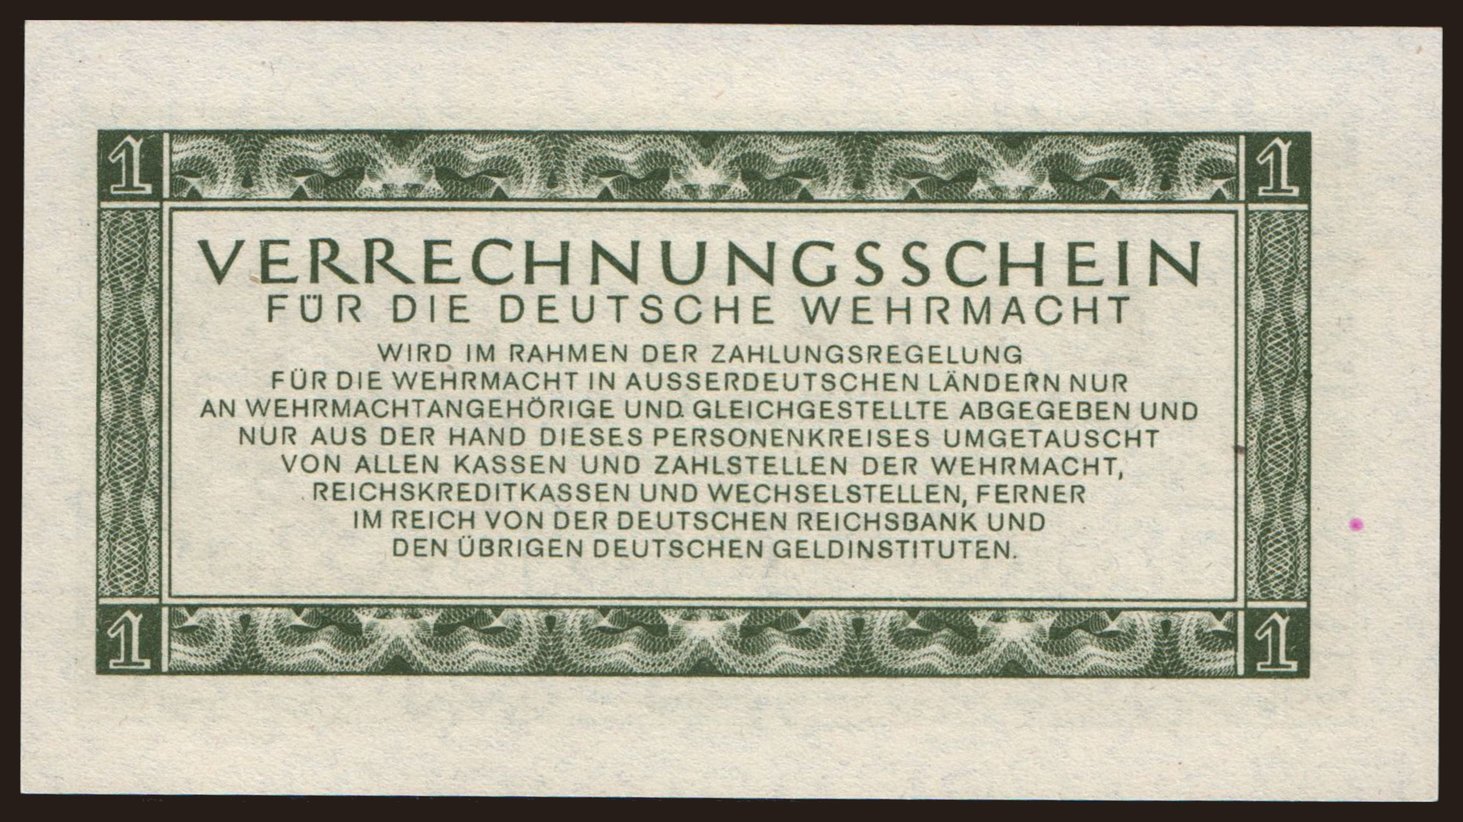 1 1
VERRECHNUNGSSCHEIN
FÜR DIE DEUTSCHE WEHRMACHT
WIRD IM RAHMEN DER ZAHLUNGSREGELUNG
FÜR DIE WEHRMACHT IN AUSSERDEUTSCHEN LÄNDERN NUR
AN WEHRMACHTANGEHÖRIGE UND GLEICHGESTELLTE ABGEGEBEN UND
NUR AUS DER HAND DIESES PERSONENKREISES UMGETAUSCHT
VON ALLEN KASSEN UND ZAHLSTELLEN DER WEHRMACHT,
REICHSKREDITKASSEN UND WECHSELSTELLEN, FERNER
IM REICH VON DER DEUTSCHEN REICHSBANK UND
DEN ÜBRIGEN DEUTSCHEN GELDINSTITUTEN.
1 1